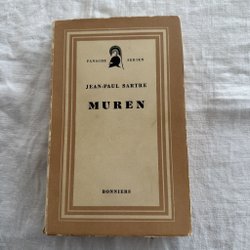 PANACHE SERIEN
JEAN-PAUL SARTRE
MUREN
BONNIERS